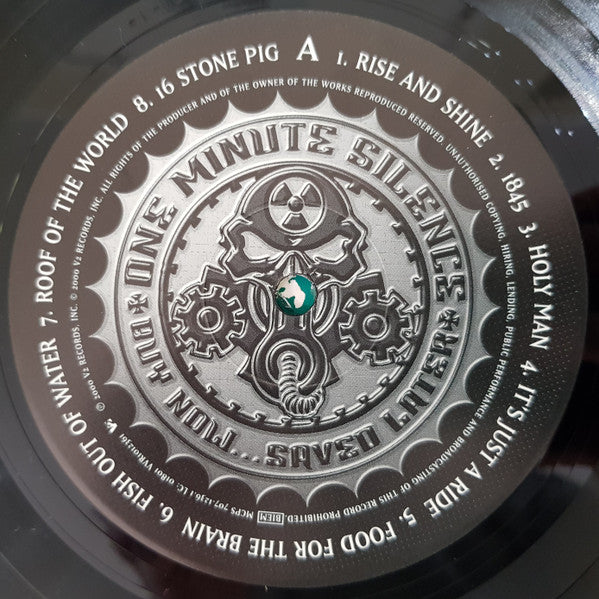 A 1. RISE AND SHINE 2. 1845 3. HOLY MAN 4. IT'S JUST A RIDE 5. FOOD FOR THE BRAIN 6. FISH OUT OF WATER 7. ROOF OF THE WORLD 8. 16 STONE PIG
℗ 2000 V2 RECORDS, INC. © 2000 V2 RECORDS, INC. ALL RIGHTS OF THE PRODUCER AND OF THE OWNER OF THE WORKS REPRODUCED RESERVED. UNAUTHORISED COPYING, HIRING, LENDING, PUBLIC PERFORMANCE AND BROADCASTING OF THIS RECORD PROHIBITED BIEM MCPS
ONE MINUTE SILENCE
BUY NOW... SAVED LATER